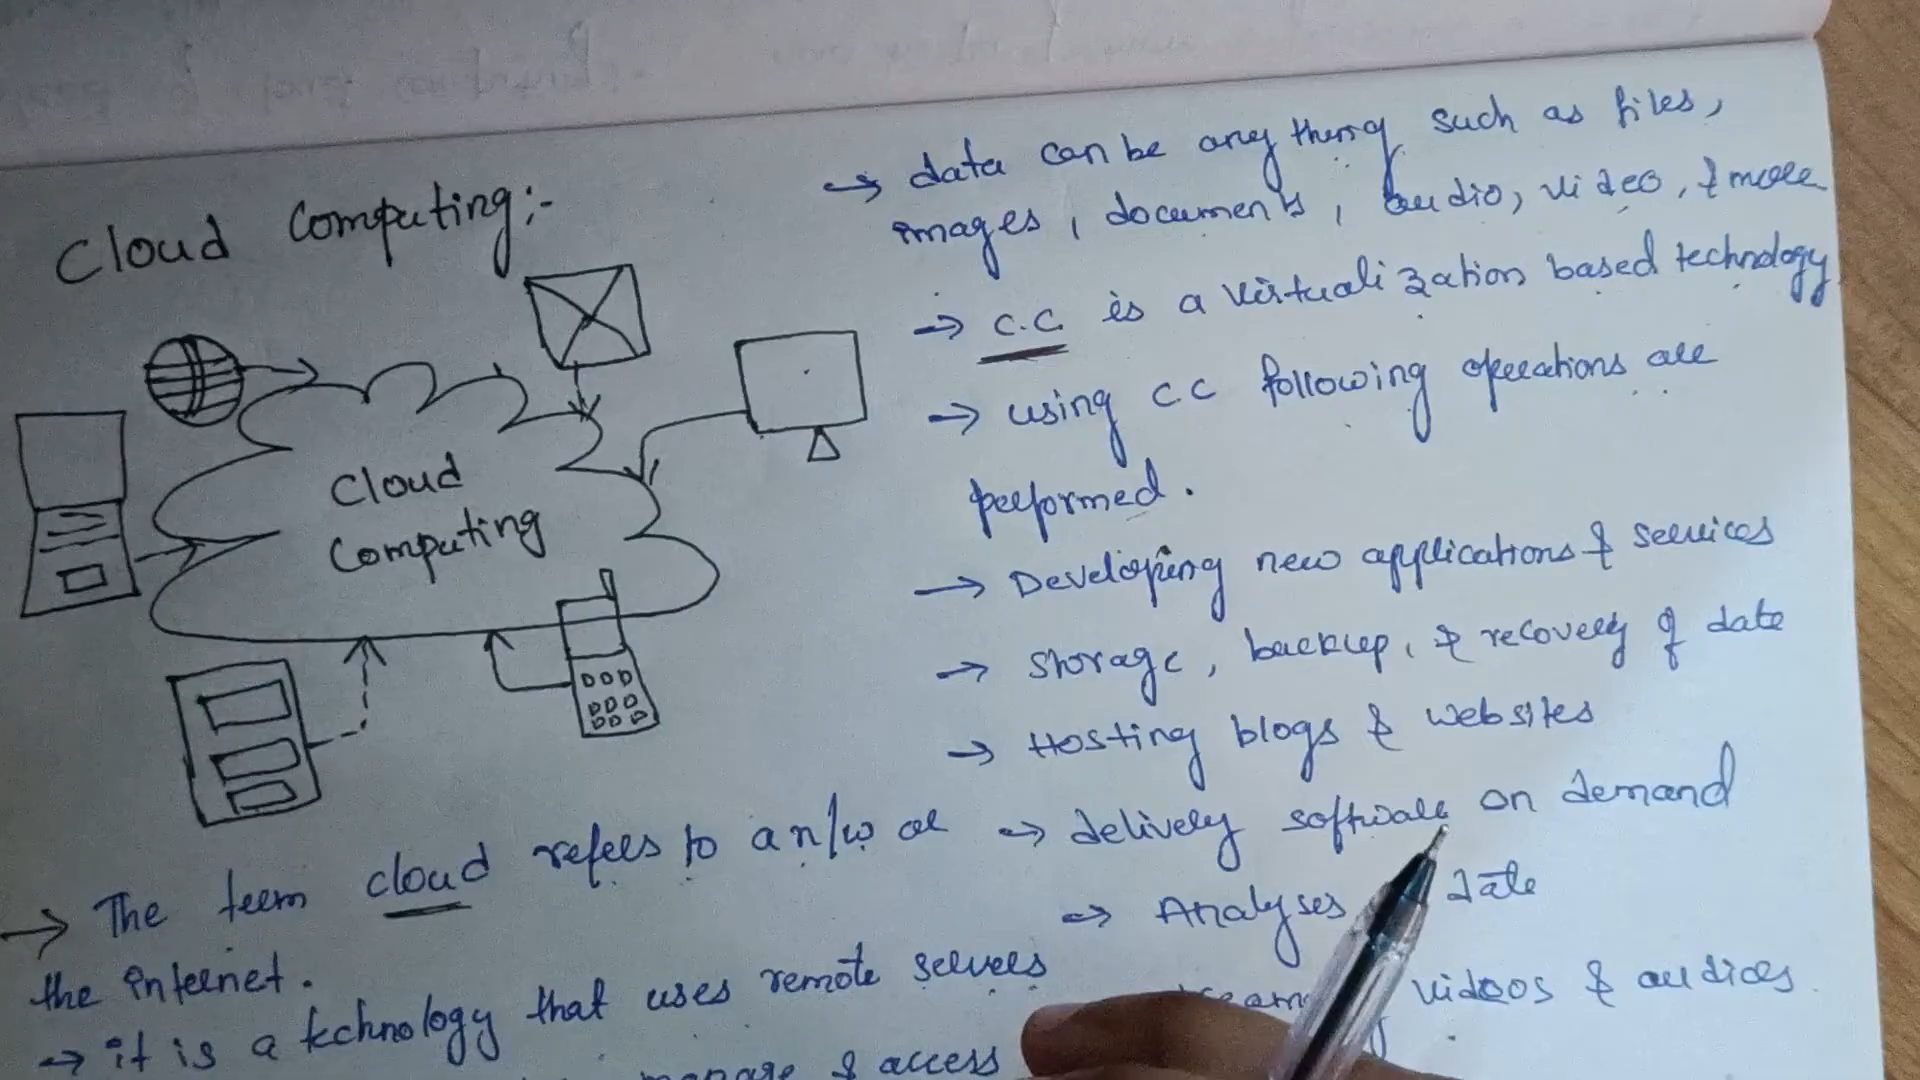 Cloud Computing:-
Cloud
Computing
→ The term cloud refers to a n/w or
the internet.
→ it is a technology that uses remote servers
manage & access
→ data can be any thing such as files,
images, documents, audio, video, & more
→ C.C. is a virtualization based technology
→ using CC following operations are
performed.
→ Developing new applications & services
→ Storage, backup, & recovery of data
→ Hosting blogs & websites
→ delivery software on demand
→ Analyses data
videos & audios.